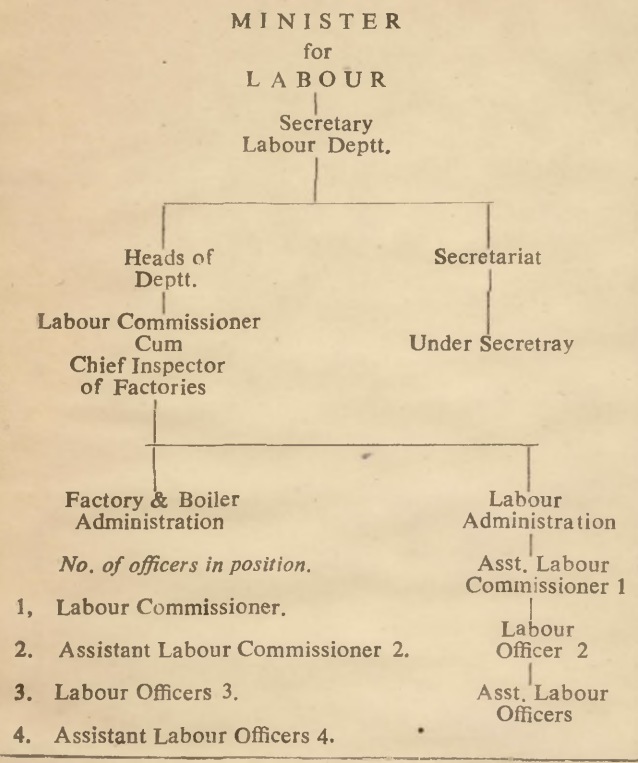 MINISTER
for
LABOUR
Secretary
Labour Deptt.
Heads of
Deptt.
Secretariat
Labour Commissioner
Cum
Chief Inspector
of Factories
Under Secretray
Factory & Boiler
Administration
Labour
Administration
Asst. Labour
Commissioner 1
Labour
Officer 2
Asst. Labour
Officers
No. of officers in position.
1, Labour Commissioner.
2. Assistant Labour Commissioner 2.
3. Labour Officers 3.
4. Assistant Labour Officers 4.